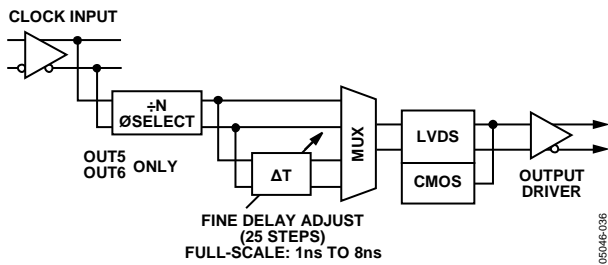 CLOCK INPUT
÷N
ØSELECT
OUT5
OUT6
ONLY
ΔT
MUX
LVDS
CMOS
OUTPUT
DRIVER
FINE DELAY ADJUST
(25 STEPS)
FULL-SCALE: 1ns TO 8ns
05046-036